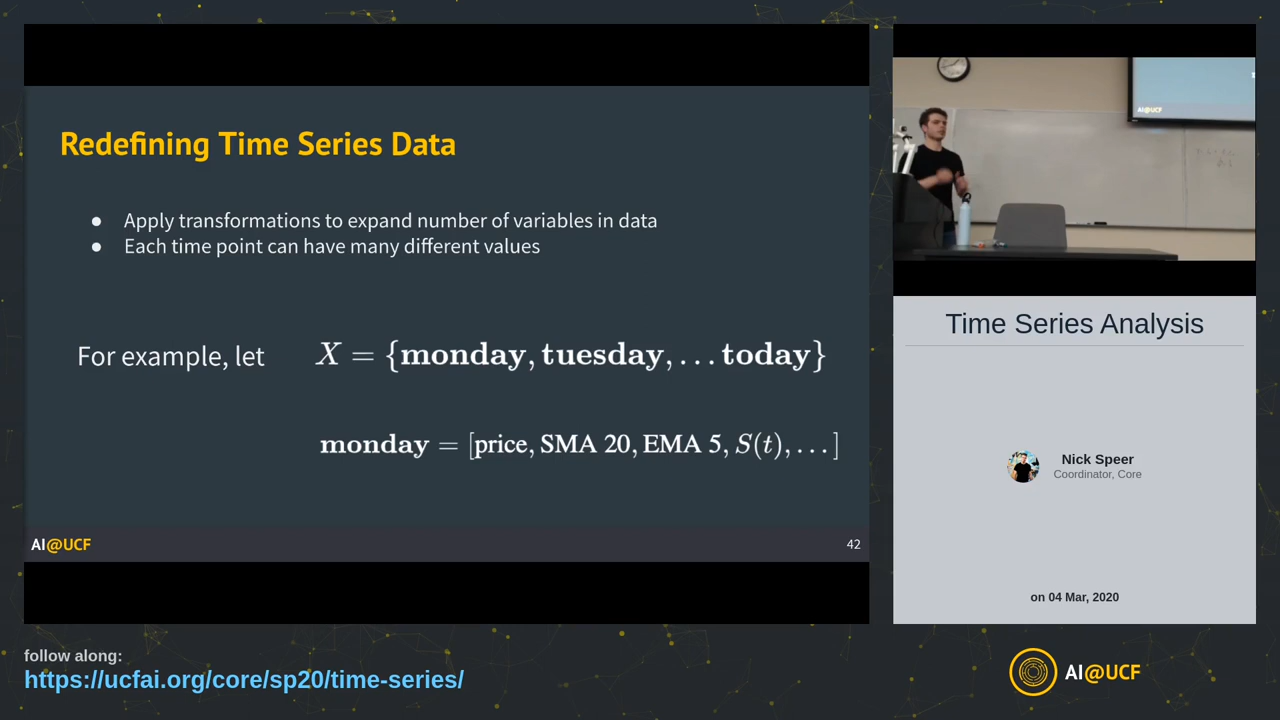 Redefining Time Series Data
● Apply transformations to expand number of variables in data
● Each time point can have many different values
For example, let X = {monday, tuesday, ... today}
monday = [price, SMA 20, EMA 5, S(t), ...]
AI@UCF
42
AI@UCF
Time Series Analysis
Nick Speer
Coordinator, Core
on 04 Mar, 2020
follow along:
https://ucfai.org/core/sp20/time-series/
AI@UCF